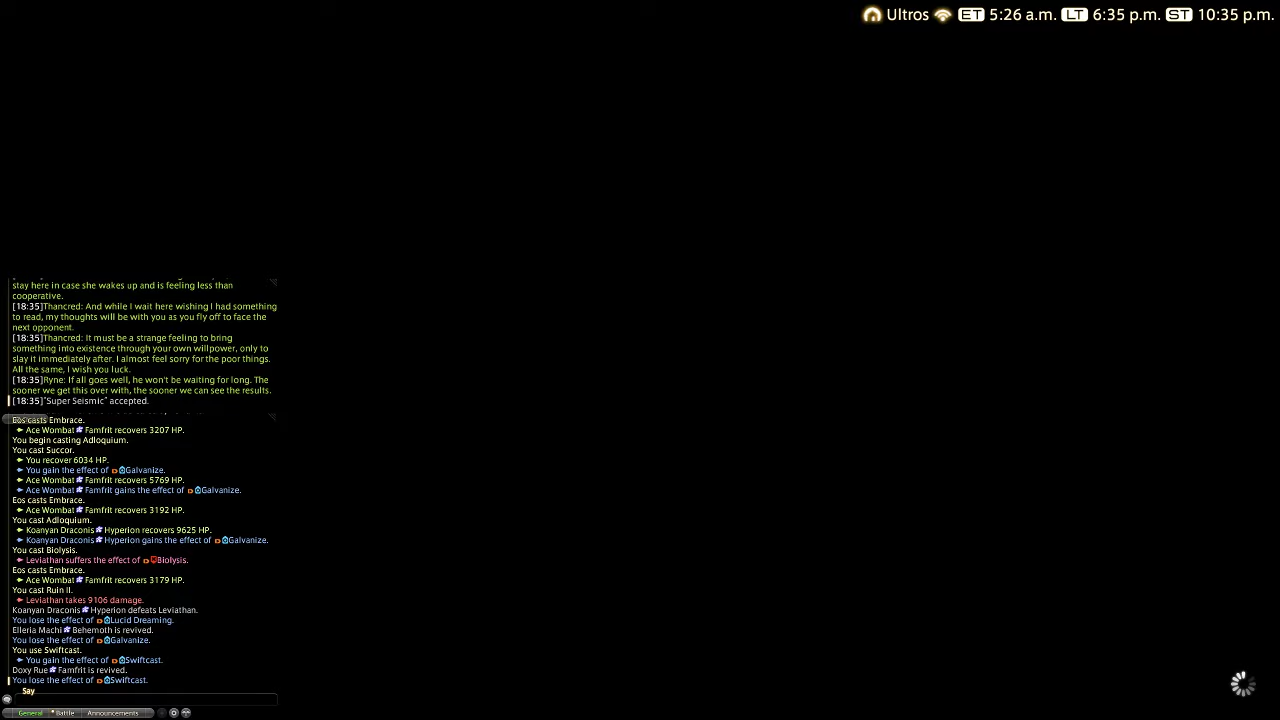 Ultros ET 5:26 a.m. LT 6:35 p.m. ST 10:35 p.m.
stay here in case she wakes up and is feeling less than
cooperative.
[18:35]Thancred: And while I wait here wishing I had something
to read, my thoughts will be with you as you fly off to face the
next opponent.
[18:35]Thancred: It must be a strange feeling to bring
something into existence through your own willpower, only to
slay it immediately after. I almost feel sorry for the poor things.
All the same, I wish you luck.
[18:35]Ryne: If all goes well, he won't be waiting for long. The
sooner we get this over with, the sooner we can see the results.
[18:35]"Super Seismic" accepted.
Eos casts Embrace.
Ace Wombat Famfrit recovers 3207 HP.
You begin casting Adloquium.
You cast Succor.
You recover 6034 HP.
You gain the effect of Galvanize.
Ace Wombat Famfrit recovers 5769 HP.
Ace Wombat Famfrit gains the effect of Galvanize.
Eos casts Embrace.
Ace Wombat Famfrit recovers 3192 HP.
You cast Adloquium.
Koanyan Draconis Hyperion recovers 9625 HP.
Koanyan Draconis Hyperion gains the effect of Galvanize.
You cast Biolysis.
Leviathan suffers the effect of Biolysis.
Eos casts Embrace.
Ace Wombat Famfrit recovers 3179 HP.
You cast Ruin II.
Leviathan takes 9106 damage.
Koanyan Draconis Hyperion defeats Leviathan.
You lose the effect of Lucid Dreaming.
Elleria Machi Behemoth is revived.
You lose the effect of Galvanize.
You use Swiftcast.
You gain the effect of Swiftcast.
Doxy Rue Famfrit is revived.
You lose the effect of Swiftcast.
Say
General Battle Announcements